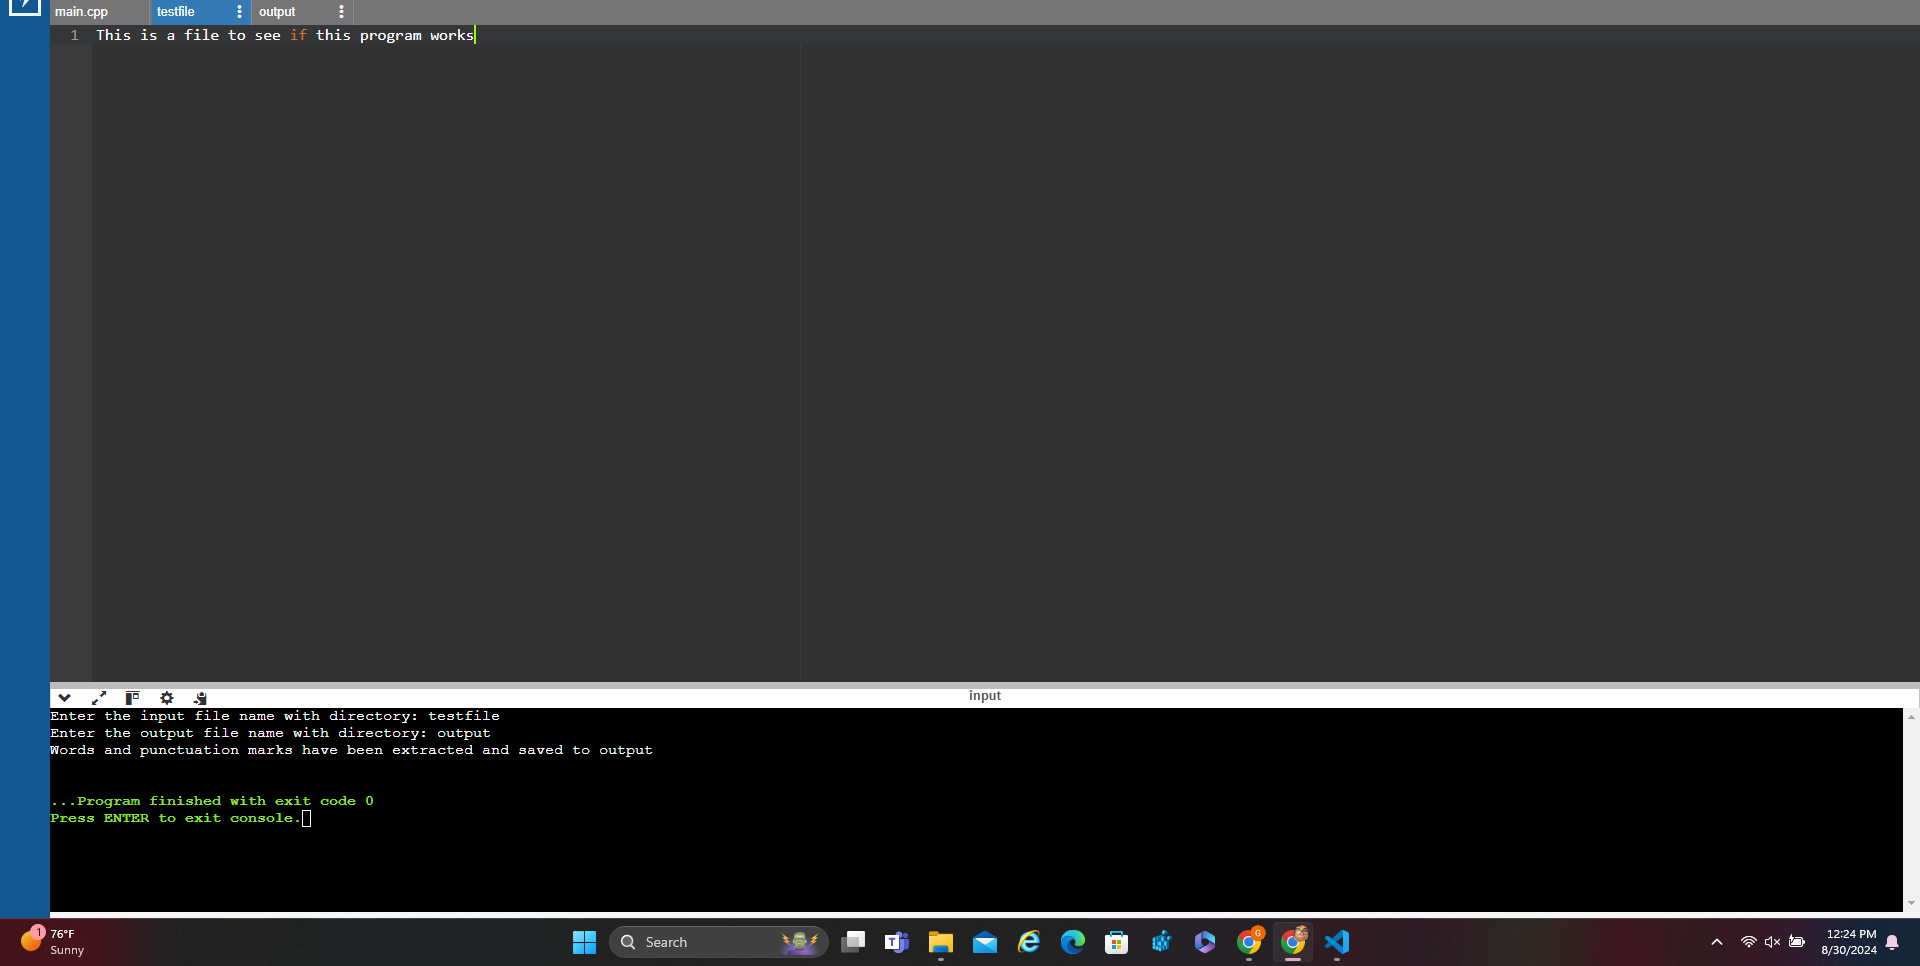 main.cpp
testfile
output
1 This is a file to see if this program works
input
Enter the input file name with directory: testfile
Enter the output file name with directory: output
Words and punctuation marks have been extracted and saved to output
...Program finished with exit code 0
Press ENTER to exit console.
1
76°F
Sunny
Search
T
G
12:24 PM
8/30/2024